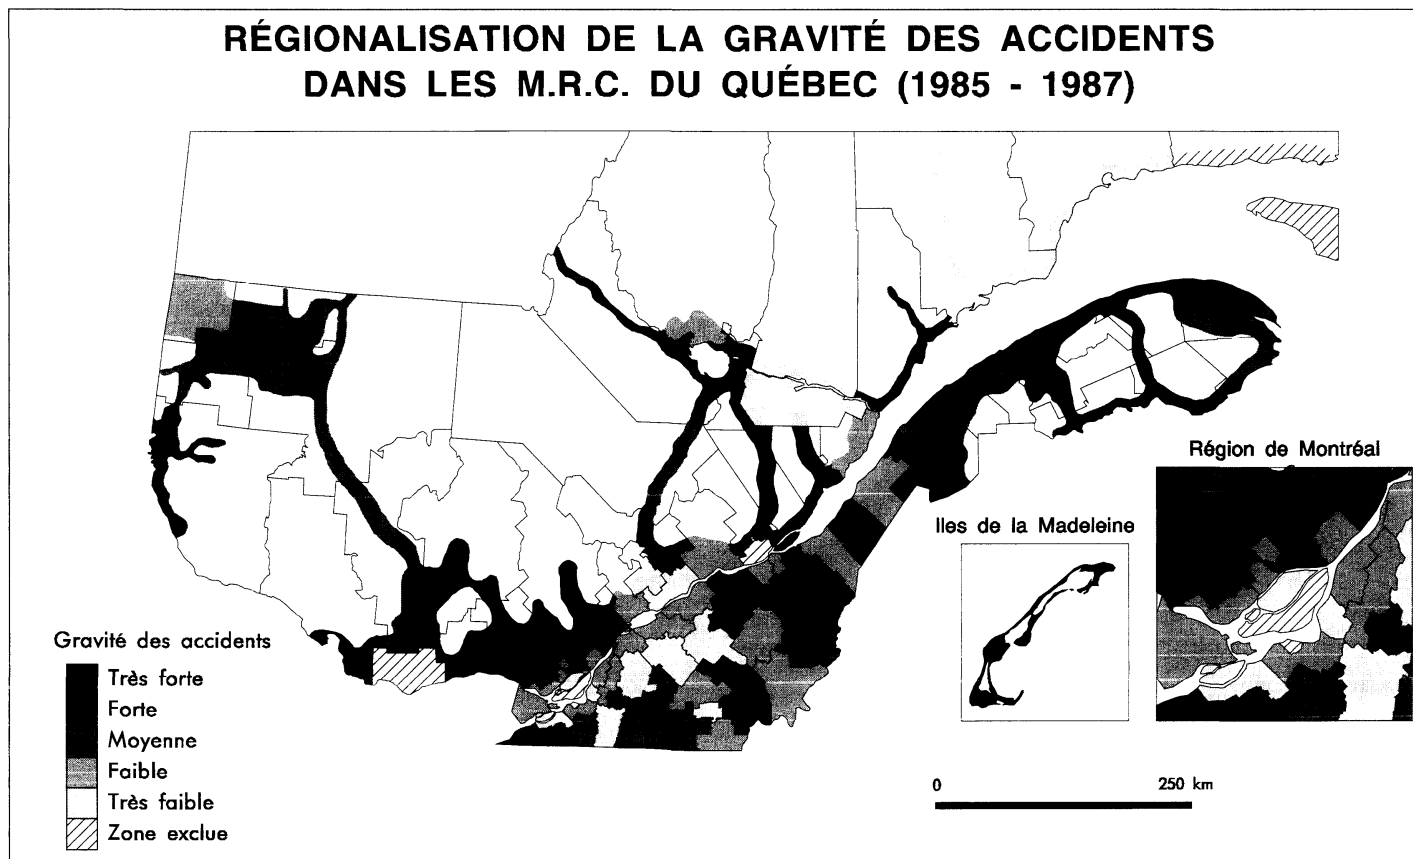 RÉGIONALISATION DE LA GRAVITÉ DES ACCIDENTS
DANS LES M.R.C. DU QUÉBEC (1985 - 1987)
Région de Montréal
Iles de la Madeleine
Gravité des accidents
Très forte
Forte
Moyenne
Faible
Très faible
Zone exclue
0 250 km